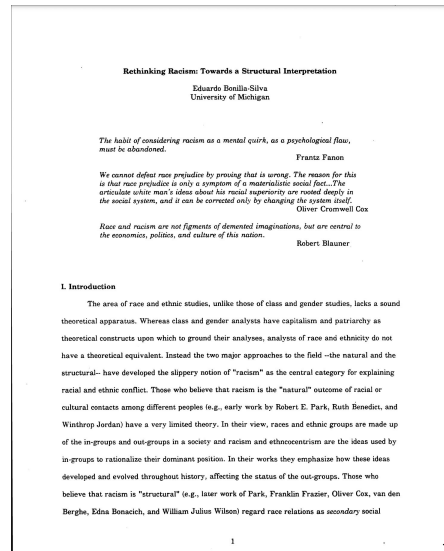 Rethinking Racism: Towards a Structural Interpretation
Eduardo Bonilla-Silva
University of Michigan
The habit of considering racism as a mental quirk, as a psychological flaw,
must be abandoned.
Frantz Fanon
We cannot defeat race prejudice by proving that is wrong. The reason for this
is that race prejudice is only a symptom of a materialistic social fact...The
articulate white man's ideas about his racial superiority are rooted deeply in
the social system, and it can be corrected only by changing the system itself.
Oliver Cromwell Cox
Race and racism are not figments of demented imaginations, but are central to
the economics, politics, and culture of this nation.
Robert Blauner
I. Introduction
The area of race and ethnic studies, unlike those of class and gender studies, lacks a sound
theoretical apparatus. Whereas class and gender analysts have capitalism and patriarchy as
theoretical constructs upon which to ground their analyses, analysts of race and ethnicity do not
have a theoretical equivalent. Instead the two major approaches to the field --the natural and the
structural-- have developed the slippery notion of "racism" as the central category for explaining
racial and ethnic conflict. Those who believe that racism is the "natural" outcome of racial or
cultural contacts among different peoples (e.g., early work by Robert E. Park, Ruth Benedict, and
Winthrop Jordan) have a very limited theory. In their view, races and ethnic groups are made up
of the in-groups and out-groups in a society and racism and ethncocentrism are the ideas used by
in-groups to rationalize their dominant position. In their works they emphasize how these ideas
developed and evolved throughout history, affecting the status of the out-groups. Those who
believe that racism is "structural" (e.g., later work of Park, Franklin Frazier, Oliver Cox, van den
Berghe, Edna Bonacich, and William Julius Wilson) regard race relations as secondary social
1